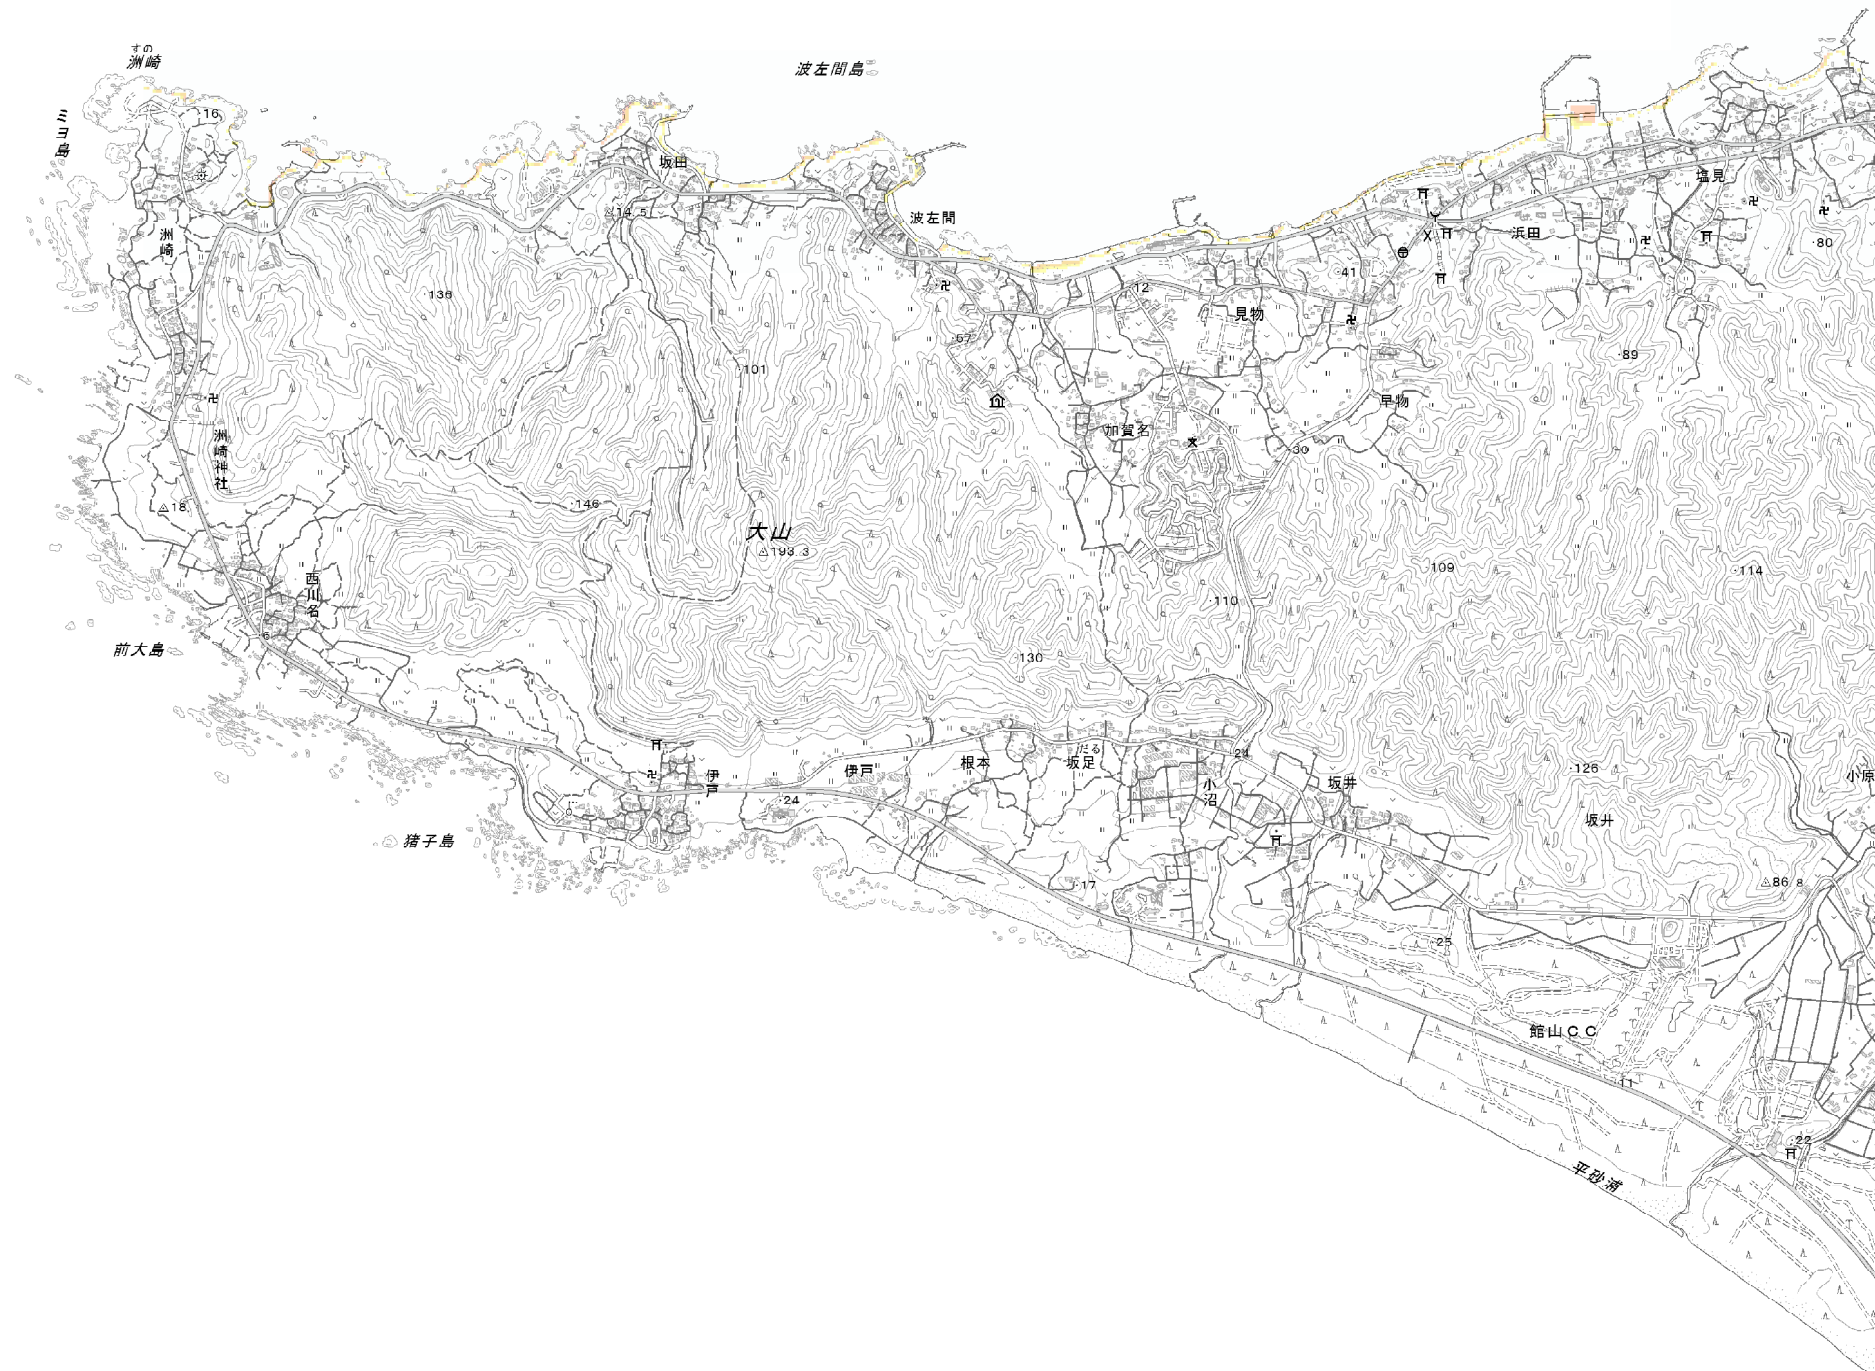 すの
洲崎
波左間島
ミヨ島
16
坂田
塩見
14.5
波左間
洲崎
浜田
80
136
41
12
見物
67
89
101
早物
加賀名
洲崎神社
30
146
18
大山
193.3
109
114
西川名
110
6
前大島
130
24
だる
坂足
根本
伊戸
伊戸
小沼
坂井
126
小原
24
0
坂井
猪子島
17
86.8
25
館山CC
11
22
平砂浦